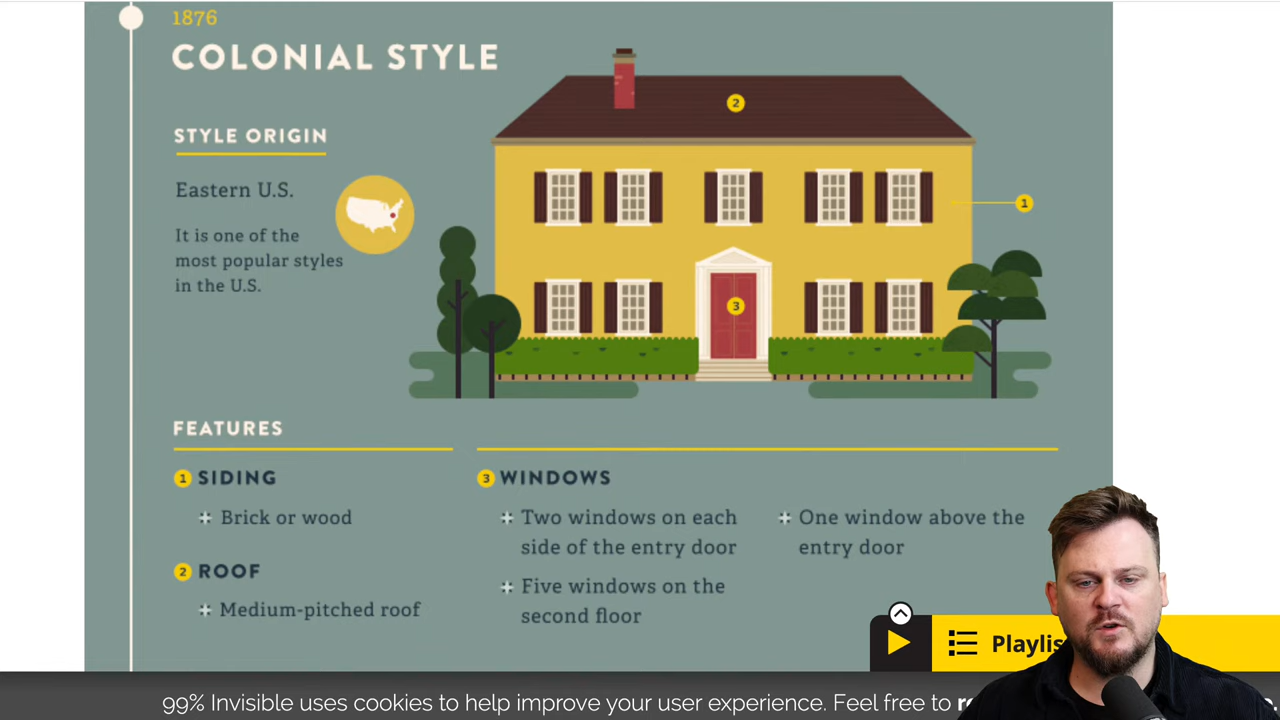 1876
COLONIAL STYLE
STYLE ORIGIN
Eastern U.S.
It is one of the
most popular styles
in the U.S.
2
1
3
FEATURES
1 SIDING
Brick or wood
2 ROOF
Medium-pitched roof
3 WINDOWS
Two windows on each
side of the entry door
Five windows on the
second floor
One window above the
entry door
99% Invisible uses cookies to help improve your user experience. Feel free to